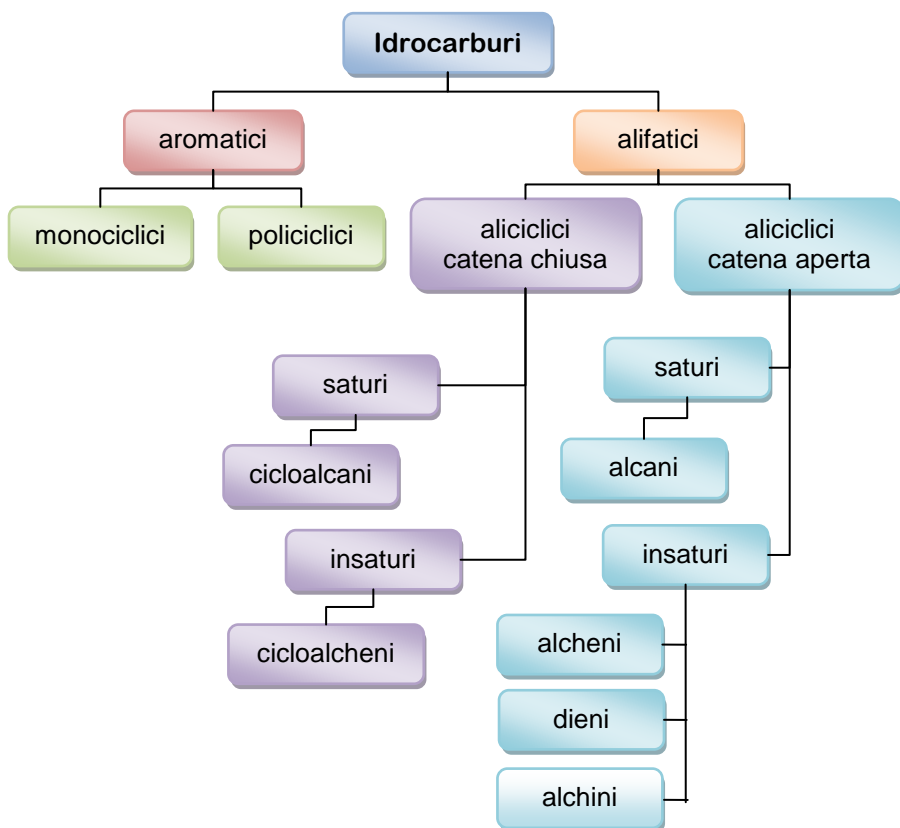 Idrocarburi
aromatici
alifatici
monociclici
policiclici
aliciclici
catena chiusa
aliciclici
catena aperta
saturi
cicloalcani
insaturi
cicloalcheni
saturi
alcani
insaturi
alcheni
dieni
alchini